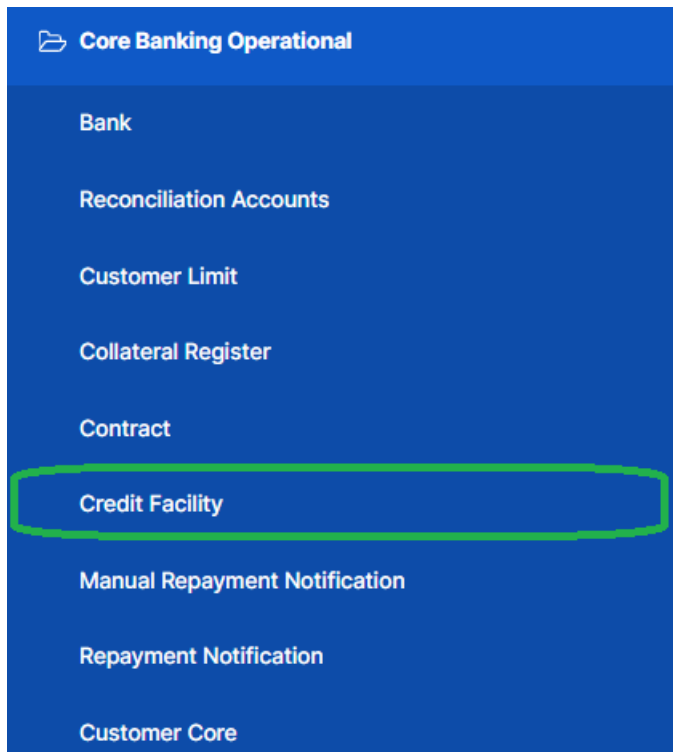 Core Banking Operational
Bank
Reconciliation Accounts
Customer Limit
Collateral Register
Contract
Credit Facility
Manual Repayment Notification
Repayment Notification
Customer Core